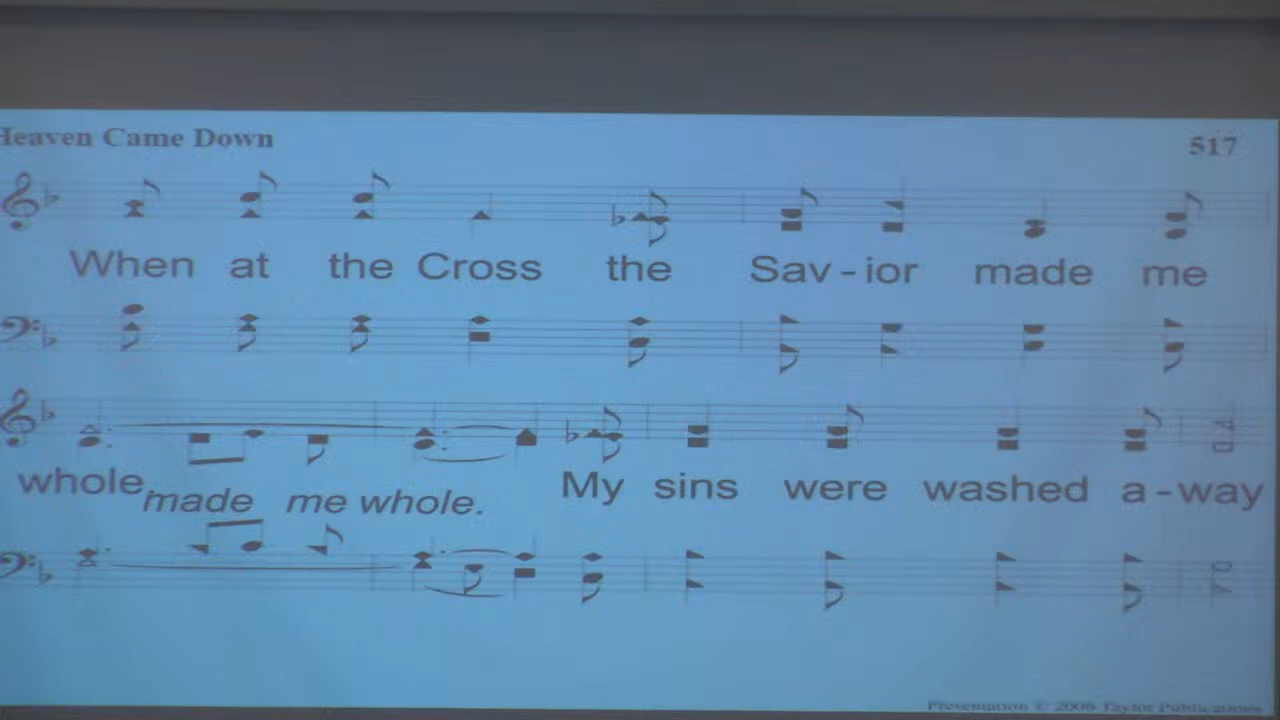 Heaven Came Down
517
When at the Cross the Sav-ior made me
whole made me whole. My sins were washed a-way
Presentation © 2006 Taylor Publications